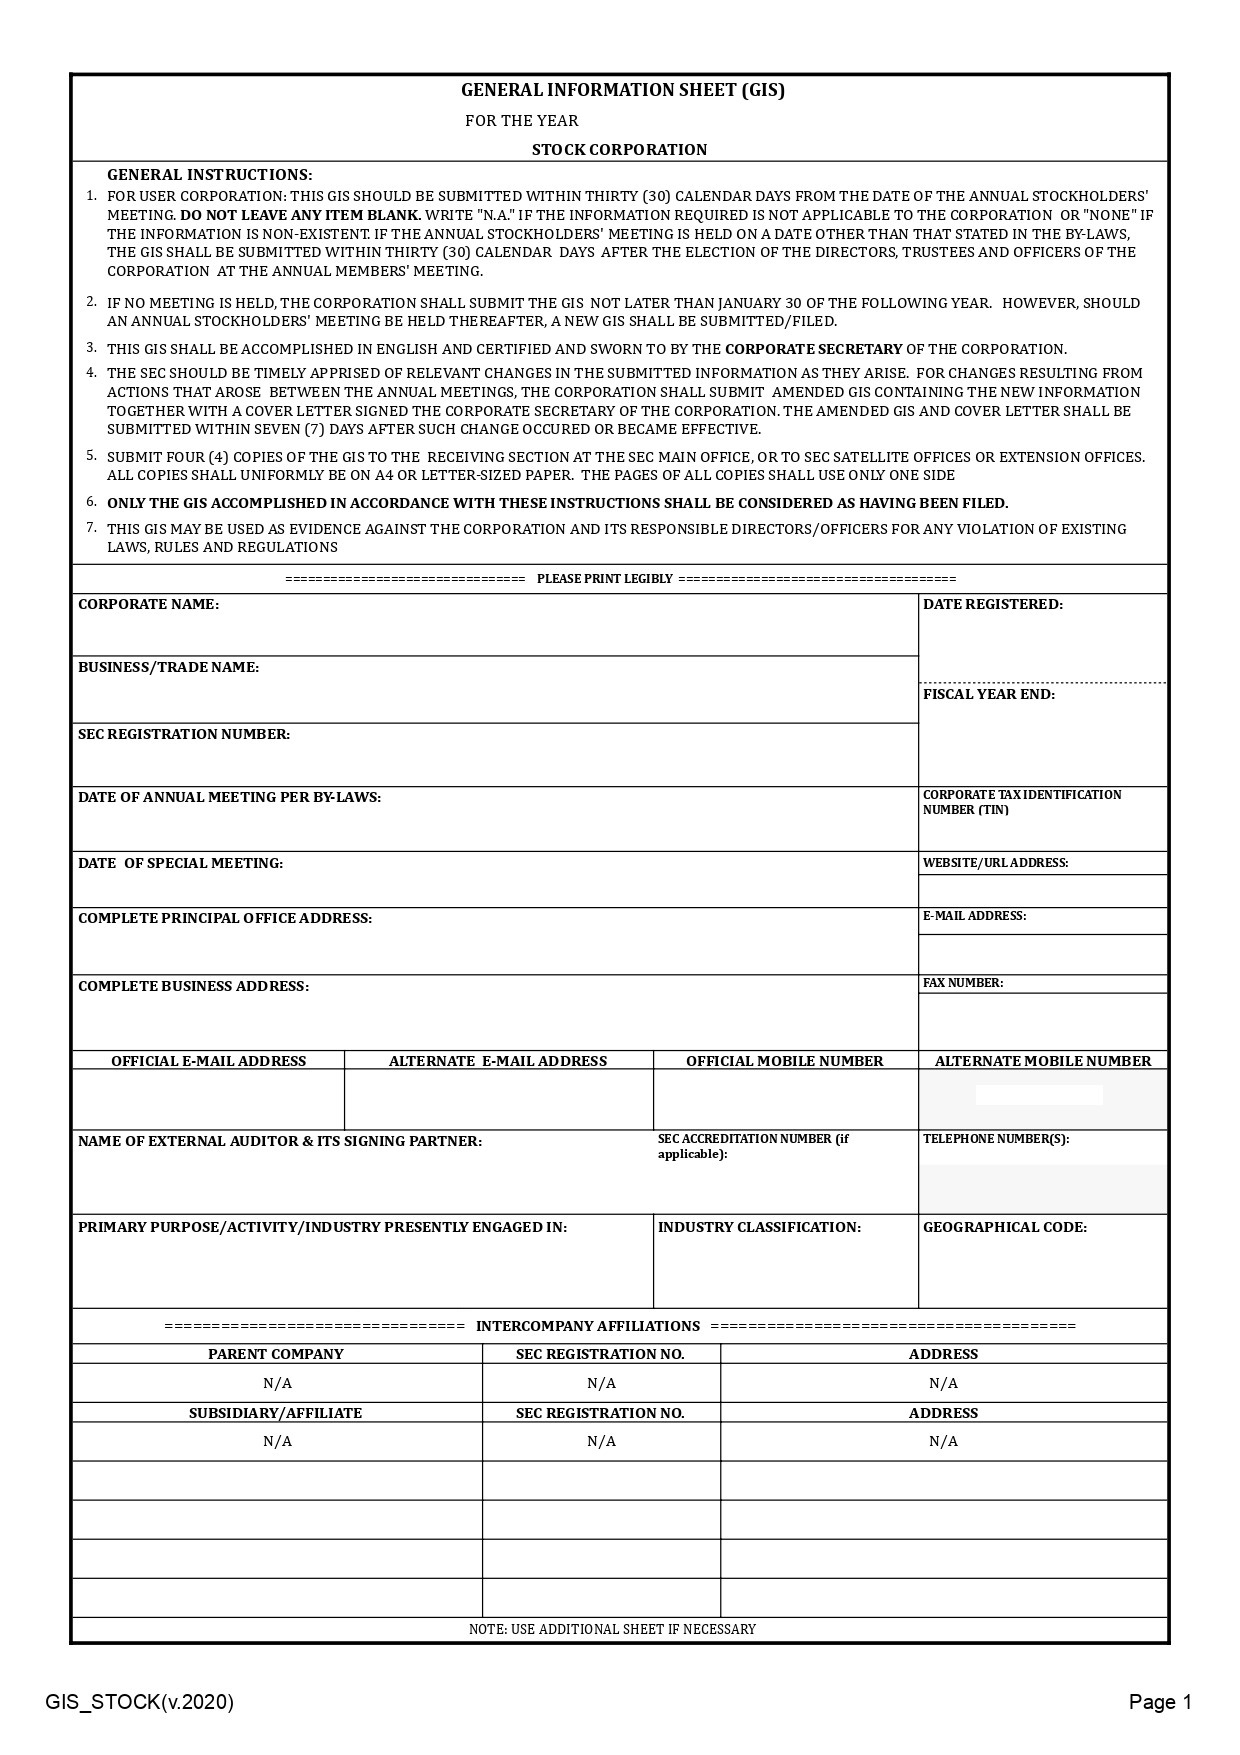 GENERAL INFORMATION SHEET (GIS)
FOR THE YEAR
STOCK CORPORATION
GENERAL INSTRUCTIONS:
1. FOR USER CORPORATION: THIS GIS SHOULD BE SUBMITTED WITHIN THIRTY (30) CALENDAR DAYS FROM THE DATE OF THE ANNUAL STOCKHOLDERS'
MEETING. DO NOT LEAVE ANY ITEM BLANK. WRITE "N.A." IF THE INFORMATION REQUIRED IS NOT APPLICABLE TO THE CORPORATION OR "NONE" IF
THE INFORMATION IS NON-EXISTENT. IF THE ANNUAL STOCKHOLDERS' MEETING IS HELD ON A DATE OTHER THAN THAT STATED IN THE BY-LAWS,
THE GIS SHALL BE SUBMITTED WITHIN THIRTY (30) CALENDAR DAYS AFTER THE ELECTION OF THE DIRECTORS, TRUSTEES AND OFFICERS OF THE
CORPORATION AT THE ANNUAL MEMBERS' MEETING.
2. IF NO MEETING IS HELD, THE CORPORATION SHALL SUBMIT THE GIS NOT LATER THAN JANUARY 30 OF THE FOLLOWING YEAR. HOWEVER, SHOULD
AN ANNUAL STOCKHOLDERS' MEETING BE HELD THEREAFTER, A NEW GIS SHALL BE SUBMITTED/FILED.
3. THIS GIS SHALL BE ACCOMPLISHED IN ENGLISH AND CERTIFIED AND SWORN TO BY THE CORPORATE SECRETARY OF THE CORPORATION.
4. THE SEC SHOULD BE TIMELY APPRISED OF RELEVANT CHANGES IN THE SUBMITTED INFORMATION AS THEY ARISE. FOR CHANGES RESULTING FROM
ACTIONS THAT AROSE BETWEEN THE ANNUAL MEETINGS, THE CORPORATION SHALL SUBMIT AMENDED GIS CONTAINING THE NEW INFORMATION
TOGETHER WITH A COVER LETTER SIGNED THE CORPORATE SECRETARY OF THE CORPORATION. THE AMENDED GIS AND COVER LETTER SHALL BE
SUBMITTED WITHIN SEVEN (7) DAYS AFTER SUCH CHANGE OCCURED OR BECAME EFFECTIVE.
5. SUBMIT FOUR (4) COPIES OF THE GIS TO THE RECEIVING SECTION AT THE SEC MAIN OFFICE, OR TO SEC SATELLITE OFFICES OR EXTENSION OFFICES.
ALL COPIES SHALL UNIFORMLY BE ON A4 OR LETTER-SIZED PAPER. THE PAGES OF ALL COPIES SHALL USE ONLY ONE SIDE
6. ONLY THE GIS ACCOMPLISHED IN ACCORDANCE WITH THESE INSTRUCTIONS SHALL BE CONSIDERED AS HAVING BEEN FILED.
7. THIS GIS MAY BE USED AS EVIDENCE AGAINST THE CORPORATION AND ITS RESPONSIBLE DIRECTORS/OFFICERS FOR ANY VIOLATION OF EXISTING
LAWS, RULES AND REGULATIONS
================================ PLEASE PRINT LEGIBLY =====================================
CORPORATE NAME: DATE REGISTERED:
BUSINESS/TRADE NAME:
FISCAL YEAR END:
SEC REGISTRATION NUMBER:
DATE OF ANNUAL MEETING PER BY-LAWS: CORPORATE TAX IDENTIFICATION
NUMBER (TIN)
DATE OF SPECIAL MEETING: WEBSITE/URL ADDRESS:
COMPLETE PRINCIPAL OFFICE ADDRESS: E-MAIL ADDRESS:
COMPLETE BUSINESS ADDRESS: FAX NUMBER:
OFFICIAL E-MAIL ADDRESS ALTERNATE E-MAIL ADDRESS OFFICIAL MOBILE NUMBER ALTERNATE MOBILE NUMBER
NAME OF EXTERNAL AUDITOR & ITS SIGNING PARTNER: SEC ACCREDITATION NUMBER (if TELEPHONE NUMBER(S):
applicable):
PRIMARY PURPOSE/ACTIVITY/INDUSTRY PRESENTLY ENGAGED IN: INDUSTRY CLASSIFICATION: GEOGRAPHICAL CODE:
================================ INTERCOMPANY AFFILIATIONS =======================================
PARENT COMPANY SEC REGISTRATION NO. ADDRESS
N/A N/A N/A
SUBSIDIARY/AFFILIATE SEC REGISTRATION NO. ADDRESS
N/A N/A N/A
NOTE: USE ADDITIONAL SHEET IF NECESSARY
GIS_STOCK(v.2020) Page 1